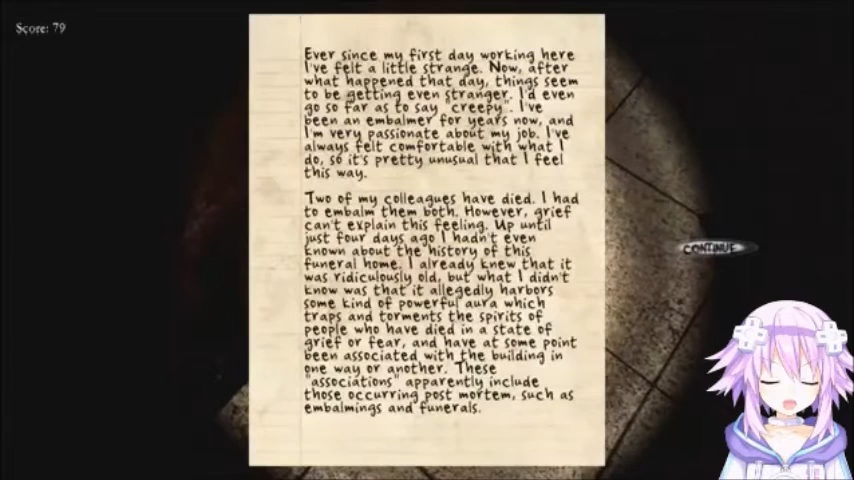 Score: 79
Ever since my first day working here
I've felt a little strange. Now, after
what happened that day, things seem
to be getting even stranger. I'd even
go so far as to say "creepy". I've
been an embalmer for years now, and
I'm very passionate about my job. I've
always felt comfortable with what I
do, so it's pretty unusual that I feel
this way.
Two of my colleagues have died. I had
to embalm them both. However, grief
can't explain this feeling. Up until
just four days ago I hadn't even
known about the history of this
funeral home. I already knew that it
was ridiculously old, but what I didn't
know was that it allegedly harbors
some kind of powerful aura which
traps and torments the spirits of
people who have died in a state of
grief or fear, and have at some point
been associated with the building in
one way or another. These
"associations" apparently include
those occurring post mortem, such as
embalmings and funerals.
CONTINUE